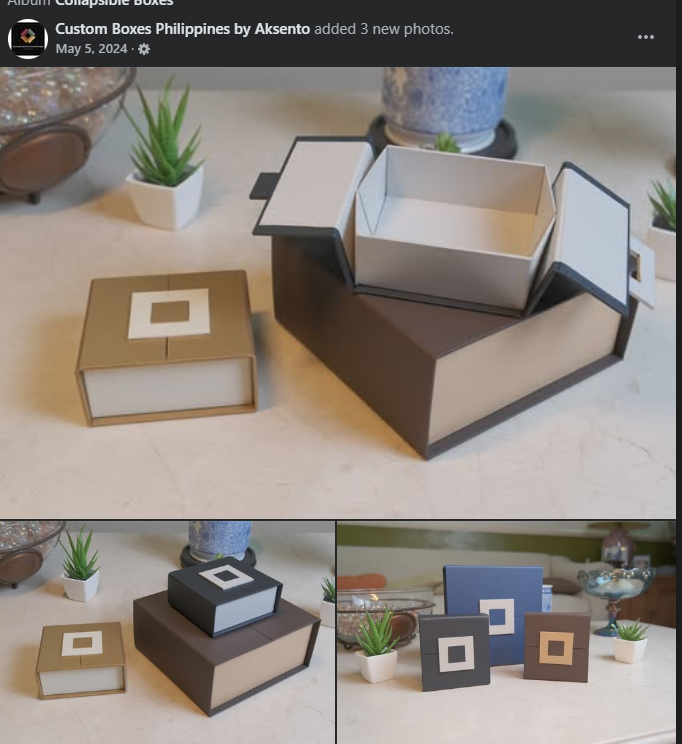 Album Collapsible Boxes
Custom Boxes Philippines by Aksento added 3 new photos.
May 5, 2024 ·